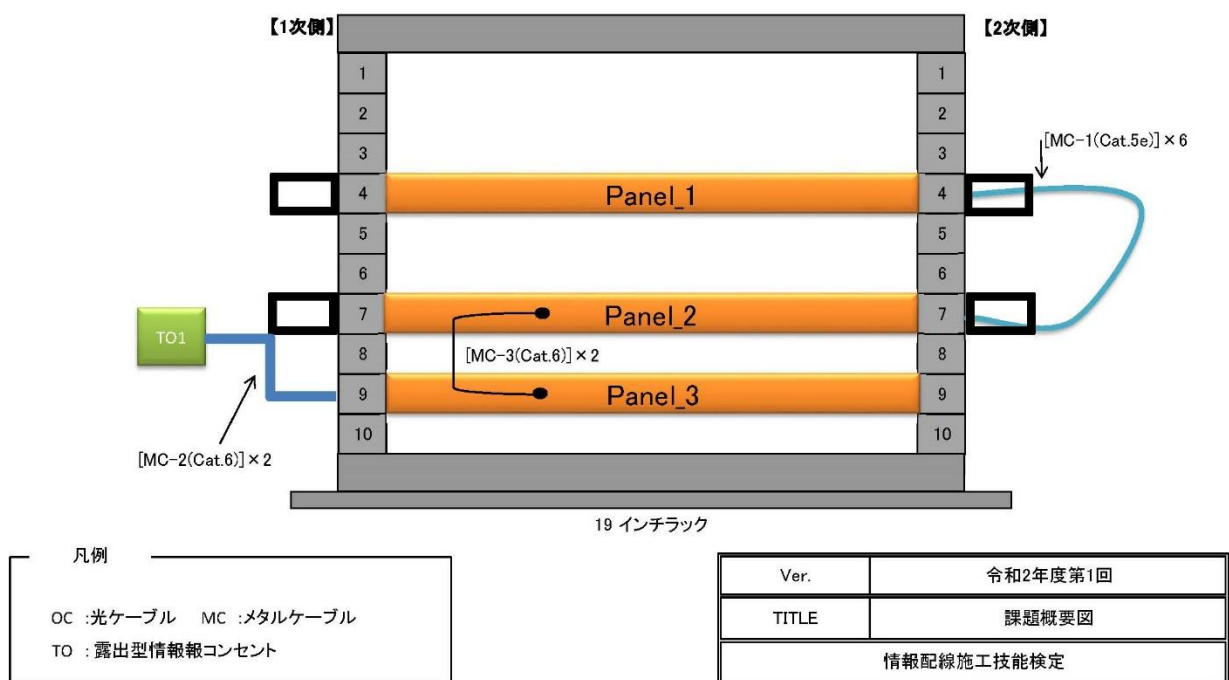 【1次側】
【2次側】
1 1
2 2
3 3
[MC-1(Cat.5e)]×6
4 Panel_1 4
5 5
6 6
7 Panel_2 7
TO1
8 [MC-3(Cat.6)]×2 8
9 Panel_3 9
10 10
[MC-2(Cat.6)]×2
19 インチラック
凡例
OC :光ケーブル MC :メタルケーブル
TO :露出型情報報コンセント
Ver. 令和2年度第1回
TITLE 課題概要図
情報配線施工技能検定